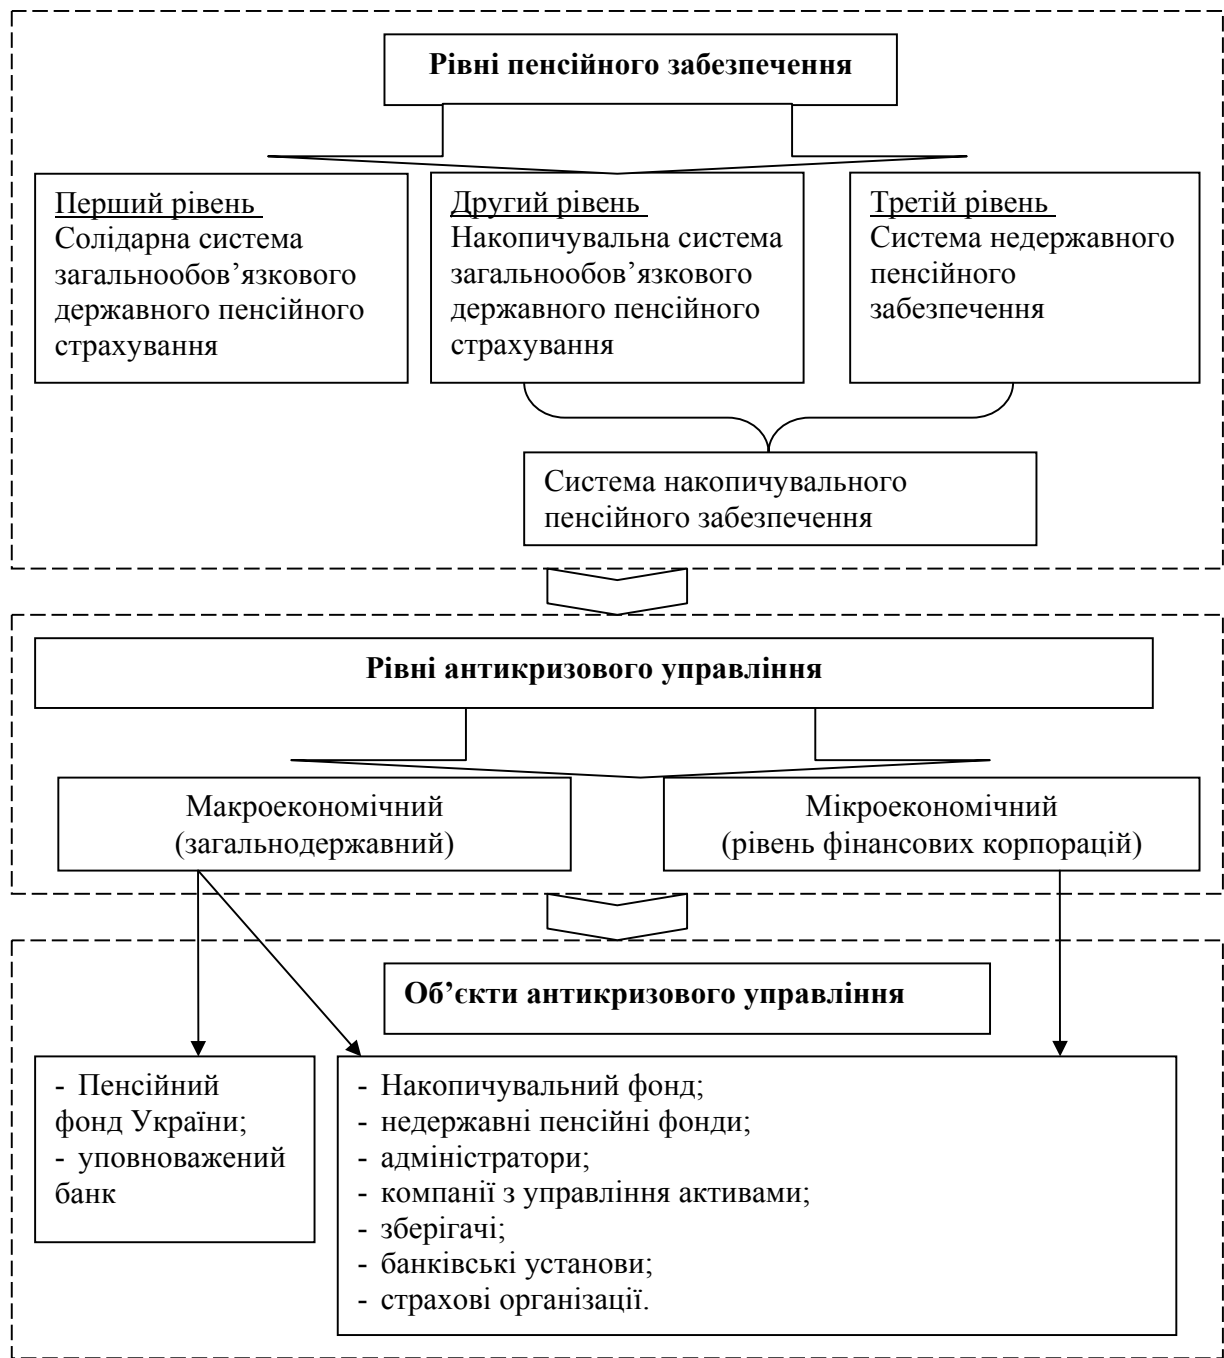 Рівні пенсійного забезпечення
Перший рівень
Солідарна система
загальнообов’язкового
державного пенсійного
страхування
Другий рівень
Накопичувальна система
загальнообов’язкового
державного пенсійного
страхування
Третій рівень
Система недержавного
пенсійного
забезпечення
Система накопичувального
пенсійного забезпечення
Рівні антикризового управління
Макроекономічний
(загальнодержавний)
Мікроекономічний
(рівень фінансових корпорацій)
Об’єкти антикризового управління
- Пенсійний
фонд України;
- уповноважений
банк
- Накопичувальний фонд;
- недержавні пенсійні фонди;
- адміністратори;
- компанії з управління активами;
- зберігачі;
- банківські установи;
- страхові організації.